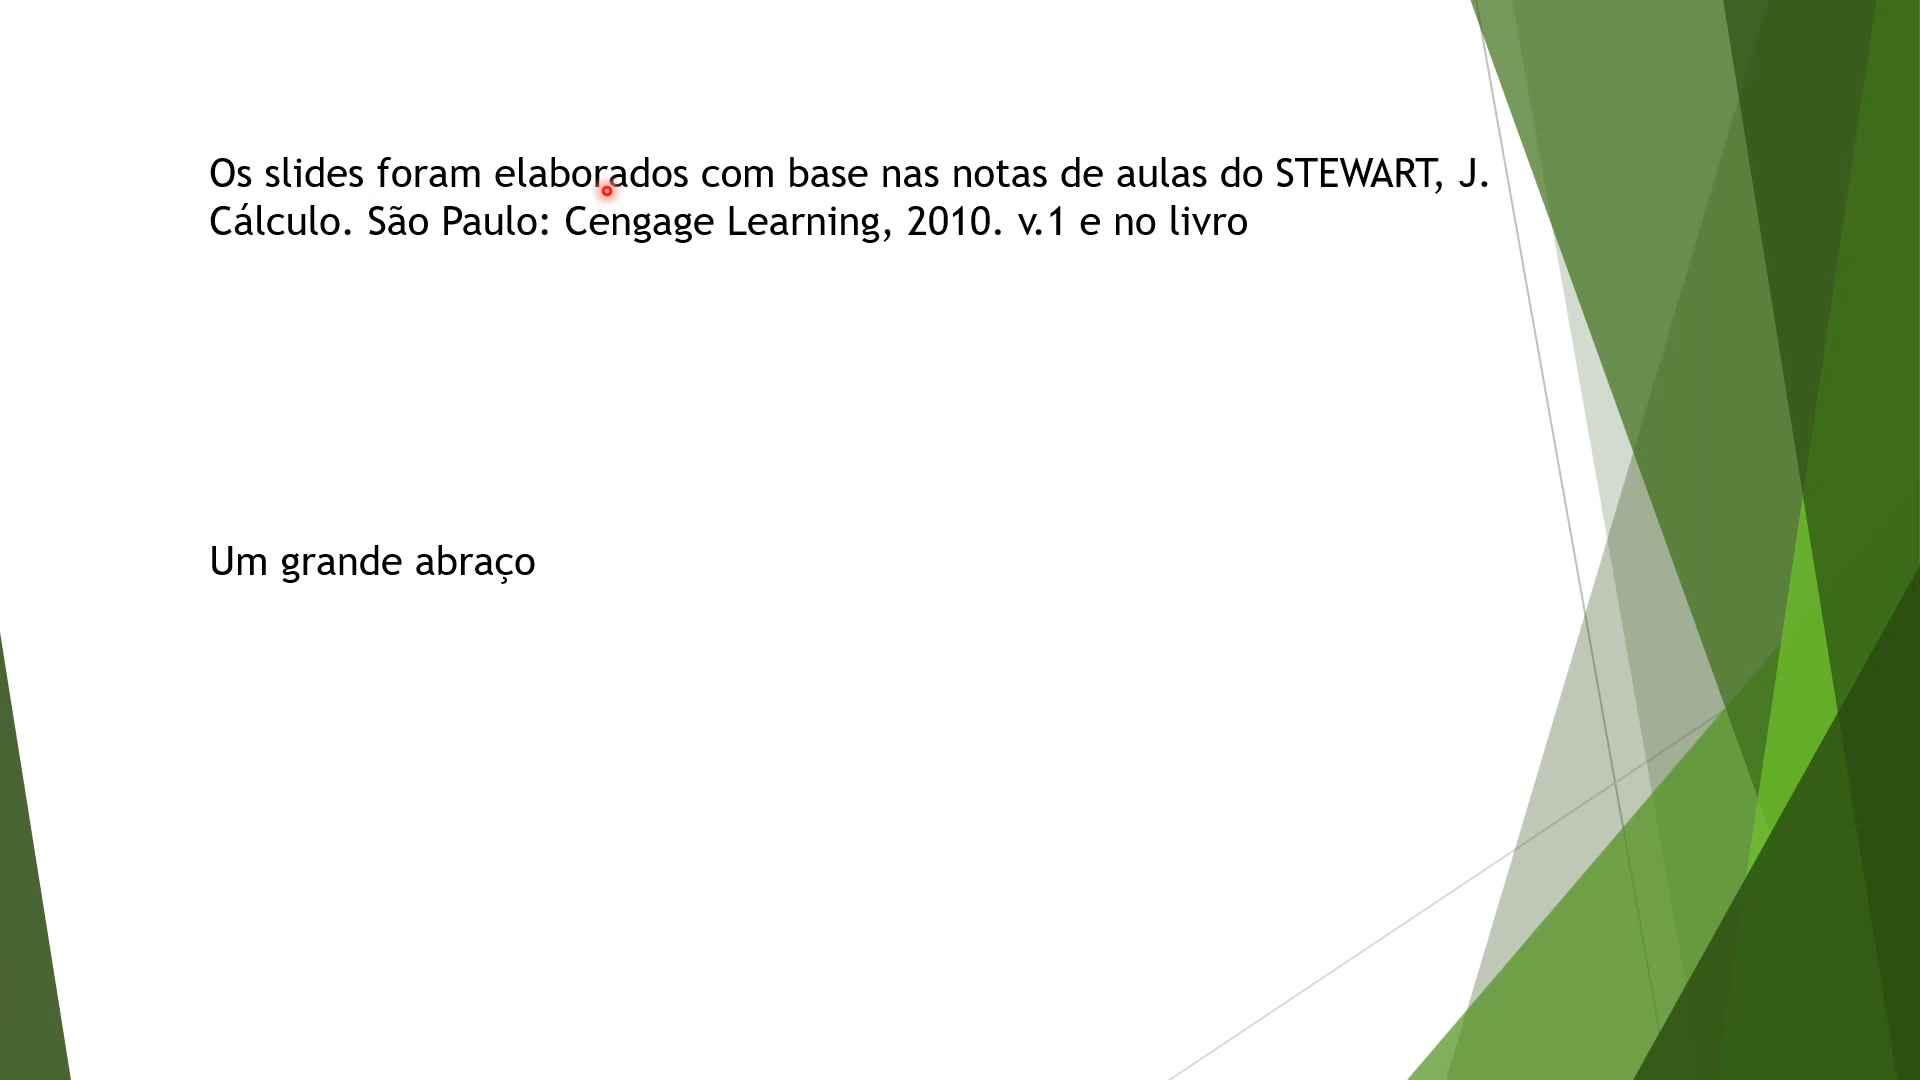 Os slides foram elaborados com base nas notas de aulas do STEWART, J.
Cálculo. São Paulo: Cengage Learning, 2010. v.1 e no livro
Um grande abraço